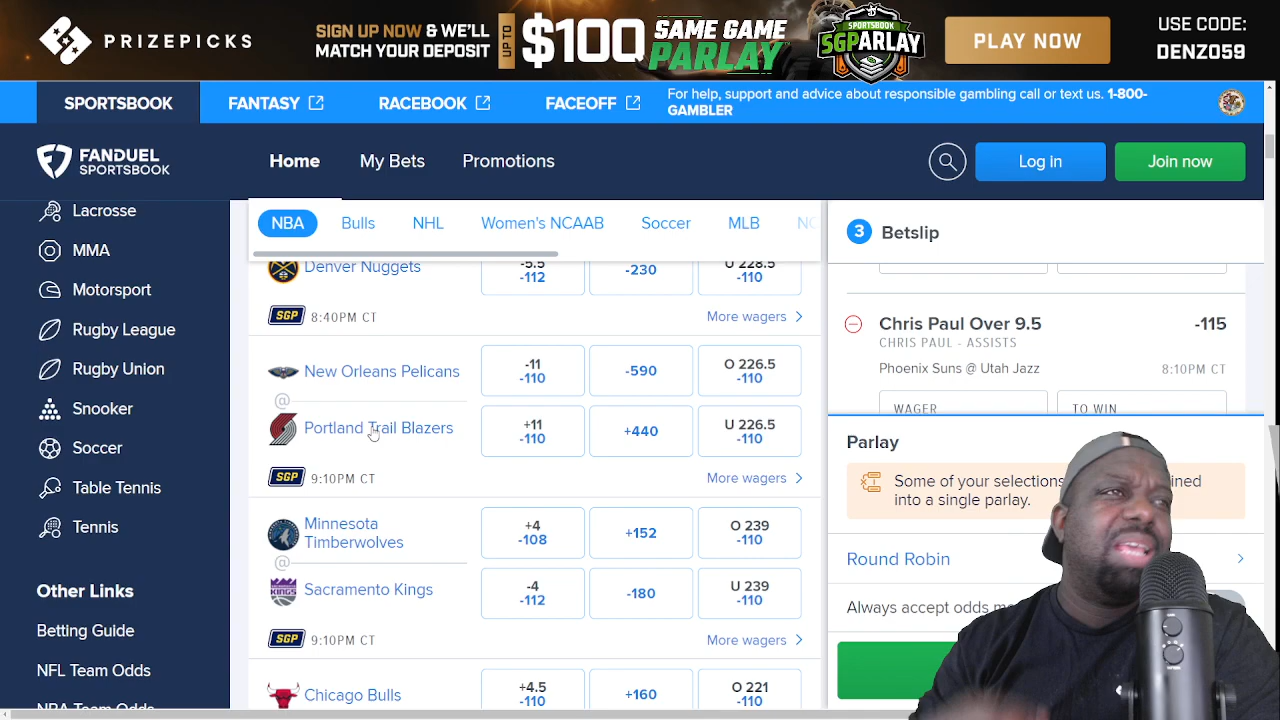 PRIZEPICKS
SIGN UP NOW & WE'LL
MATCH YOUR DEPOSIT
UP TO
$100
SAME GAME
PARLAY
SPORTSBOOK
SGPARLAY
PLAY NOW
USE CODE:
DENZO59
SPORTSBOOK
FANTASY
RACEBOOK
FACEOFF
For help, support and advice about responsible gambling call or text us. 1-800-
GAMBLER
FANDUEL
SPORTSBOOK
Home
My Bets
Promotions
Log in
Join now
Lacrosse
MMA
Motorsport
Rugby League
Rugby Union
Snooker
Soccer
Table Tennis
Tennis
Other Links
Betting Guide
NFL Team Odds
NBA Team Odds
NBA
Bulls
NHL
Women's NCAAB
Soccer
MLB
NC
Denver Nuggets
-5.5
-112
-230
U 228.5
-110
SGP
8:40PM CT
More wagers
New Orleans Pelicans
-11
-110
-590
O 226.5
-110
@
Portland Trail Blazers
+11
-110
+440
U 226.5
-110
SGP
9:10PM CT
More wagers
Minnesota
Timberwolves
+4
-108
+152
O 239
-110
@
Sacramento Kings
-4
-112
-180
U 239
-110
SGP
9:10PM CT
More wagers
Chicago Bulls
+4.5
-110
+160
O 221
-110
3
Betslip
Chris Paul Over 9.5
-115
CHRIS PAUL - ASSISTS
Phoenix Suns @ Utah Jazz
8:10PM CT
WAGER
TO WIN
Parlay
Some of your selections
ined
into a single parlay.
Round Robin
Always accept odds m